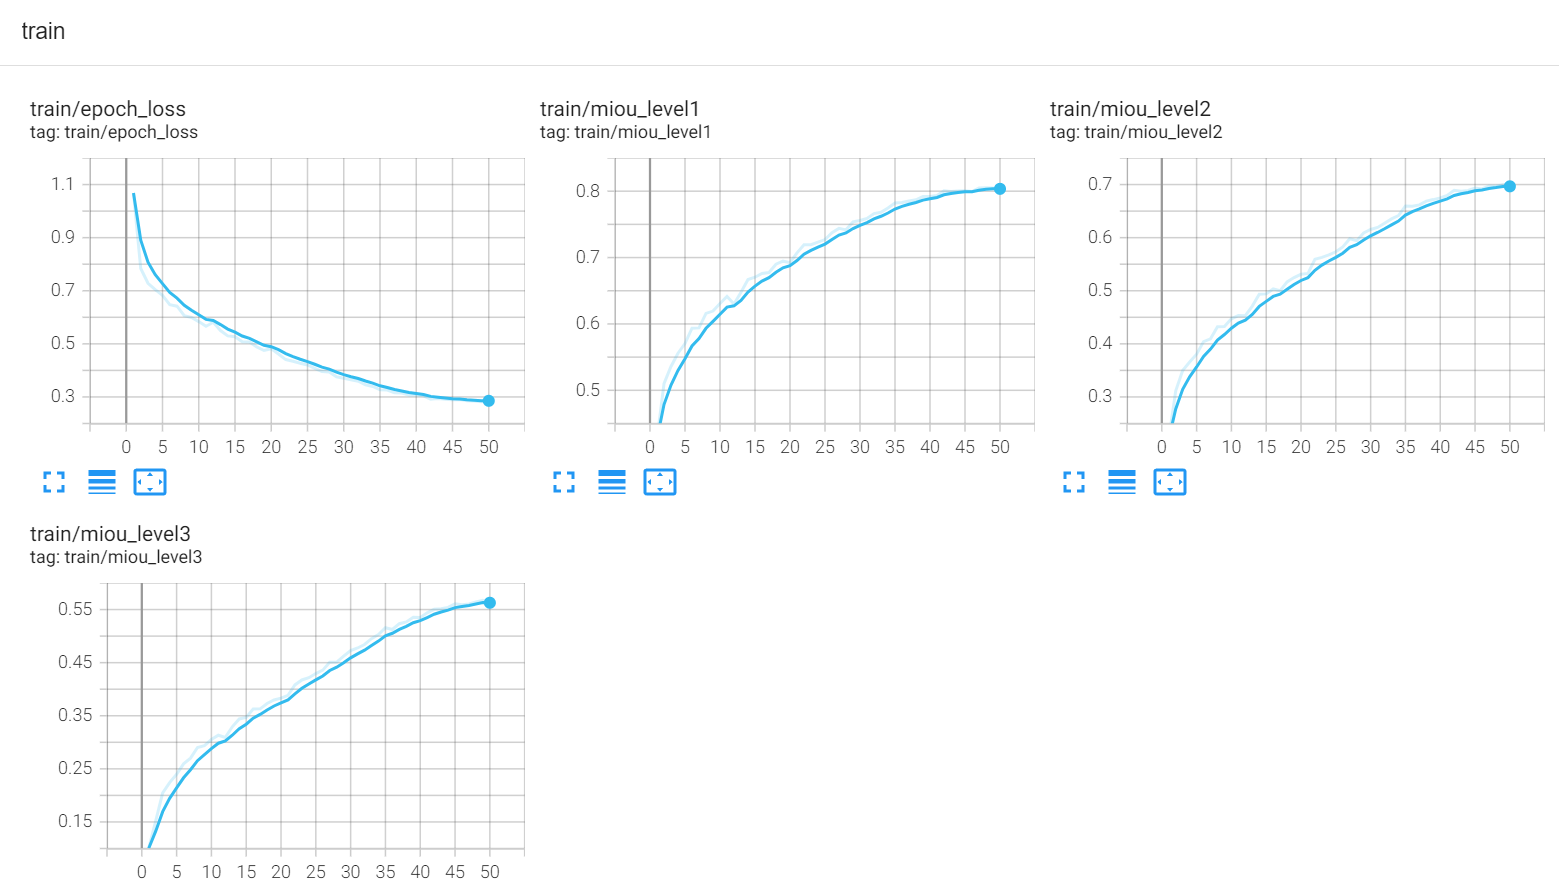 train
train/epoch_loss
tag: train/epoch_loss
1.1
0.9
0.7
0.5
0.3
0 5 10 15 20 25 30 35 40 45 50
train/miou_level1
tag: train/miou_level1
0.8
0.7
0.6
0.5
0 5 10 15 20 25 30 35 40 45 50
train/miou_level2
tag: train/miou_level2
0.7
0.6
0.5
0.4
0.3
0 5 10 15 20 25 30 35 40 45 50
train/miou_level3
tag: train/miou_level3
0.55
0.45
0.35
0.25
0.15
0 5 10 15 20 25 30 35 40 45 50